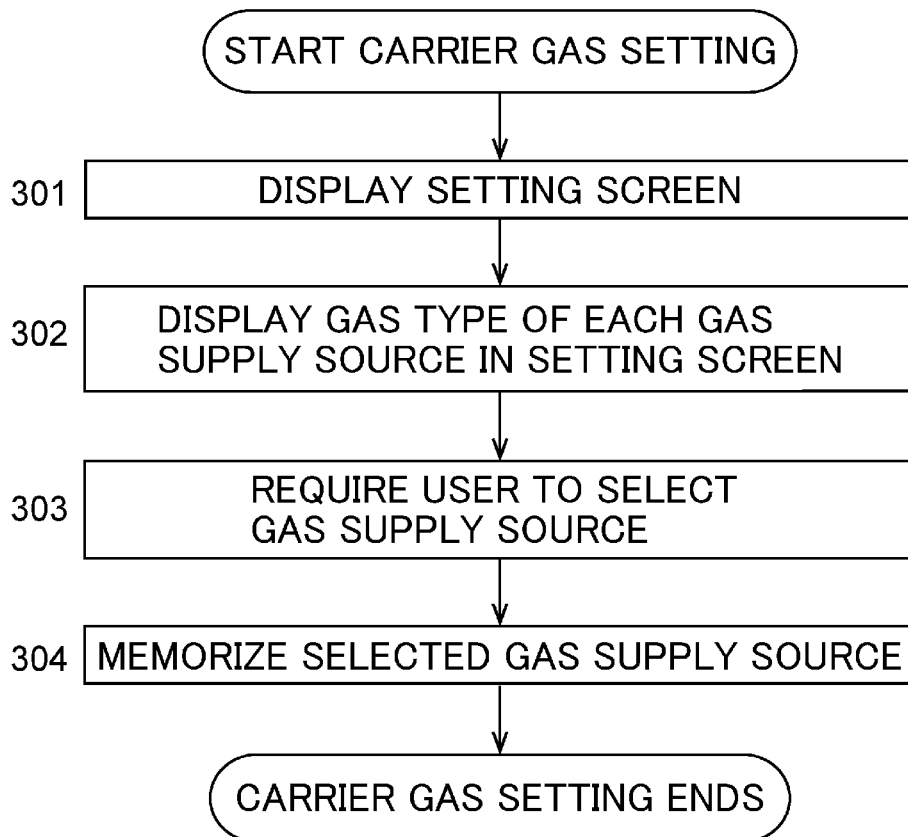 START CARRIER GAS SETTING
301
DISPLAY SETTING SCREEN
302
DISPLAY GAS TYPE OF EACH GAS
SUPPLY SOURCE IN SETTING SCREEN
303
REQUIRE USER TO SELECT
GAS SUPPLY SOURCE
304
MEMORIZE SELECTED GAS SUPPLY SOURCE
CARRIER GAS SETTING ENDS